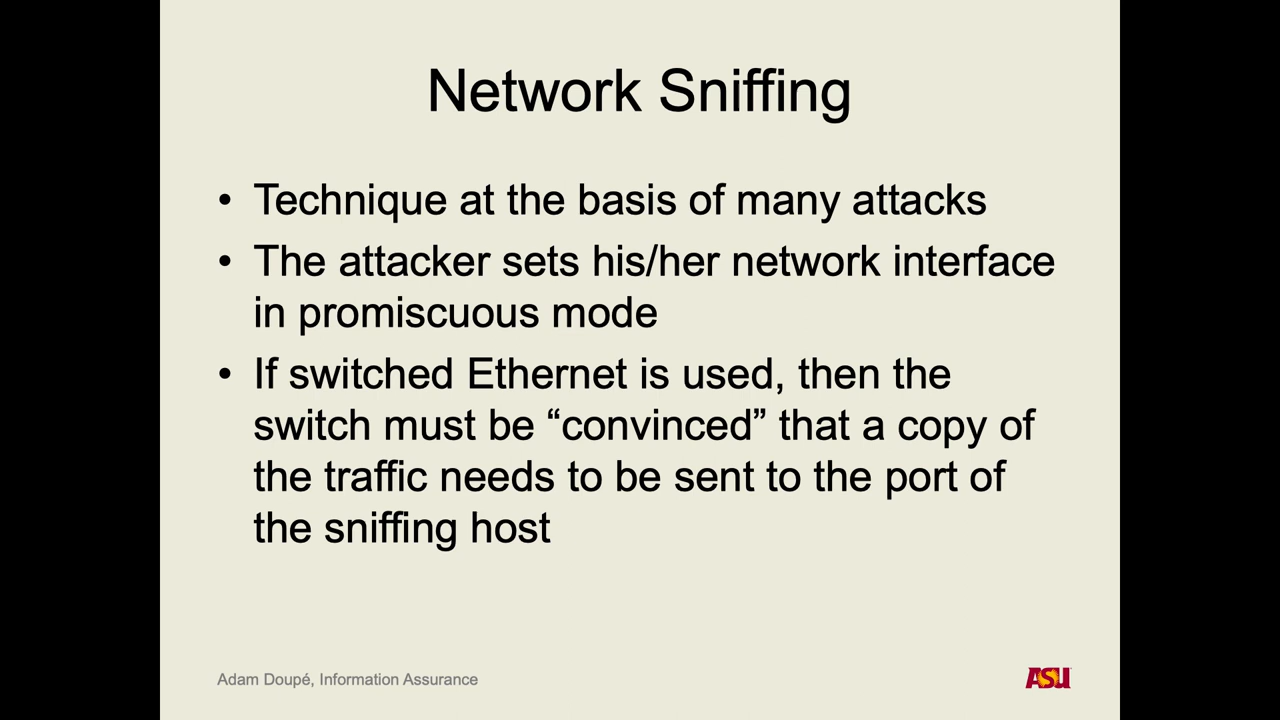 Network Sniffing
• Technique at the basis of many attacks
• The attacker sets his/her network interface
in promiscuous mode
• If switched Ethernet is used, then the
switch must be “convinced” that a copy of
the traffic needs to be sent to the port of
the sniffing host
Adam Doupé, Information Assurance
ASU